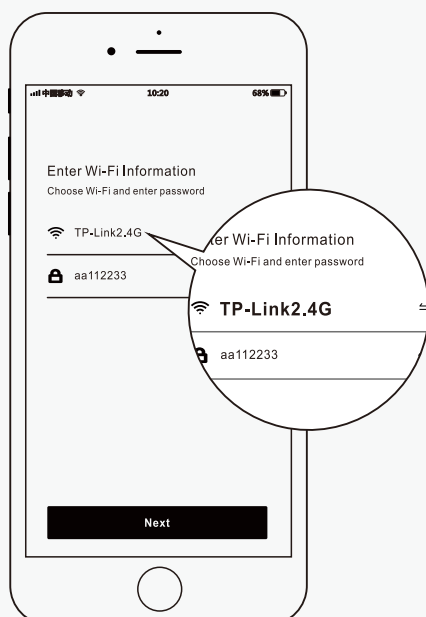 中国移动 10:20 68%
Enter Wi-Fi Information
Choose Wi-Fi and enter password
TP-Link2.4G
aa112233
ter Wi-Fi Information
Choose Wi-Fi and enter password
TP-Link2.4G
aa112233
Next